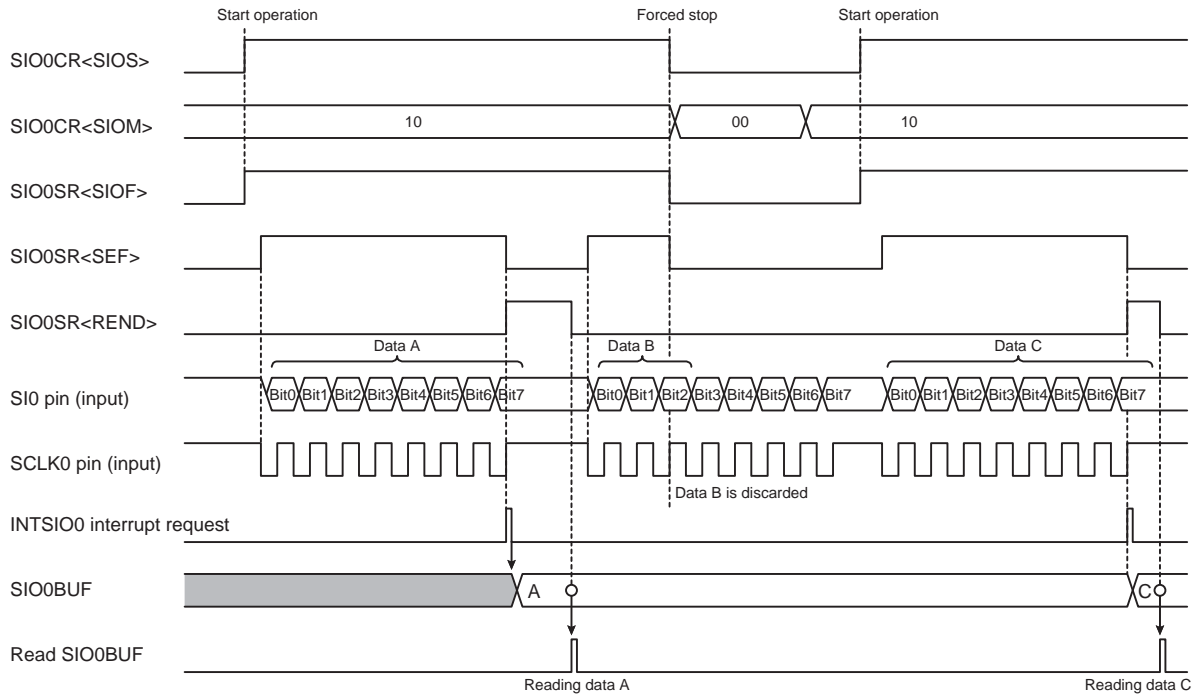 Start operation Forced stop Start operation
SIO0CR<SIOS>
SIO0CR<SIOM> 10 00 10
SIO0SR<SIOF>
SIO0SR<SEF>
SIO0SR<REND>
Data A Data B Data C
SI0 pin (input) Bit0 Bit1 Bit2 Bit3 Bit4 Bit5 Bit6 Bit7 Bit0 Bit1 Bit2 Bit3 Bit4 Bit5 Bit6 Bit7 Bit0 Bit1 Bit2 Bit3 Bit4 Bit5 Bit6 Bit7
SCLK0 pin (input)
Data B is discarded
INTSIO0 interrupt request
SIO0BUF A C
Read SIO0BUF
Reading data A Reading data C